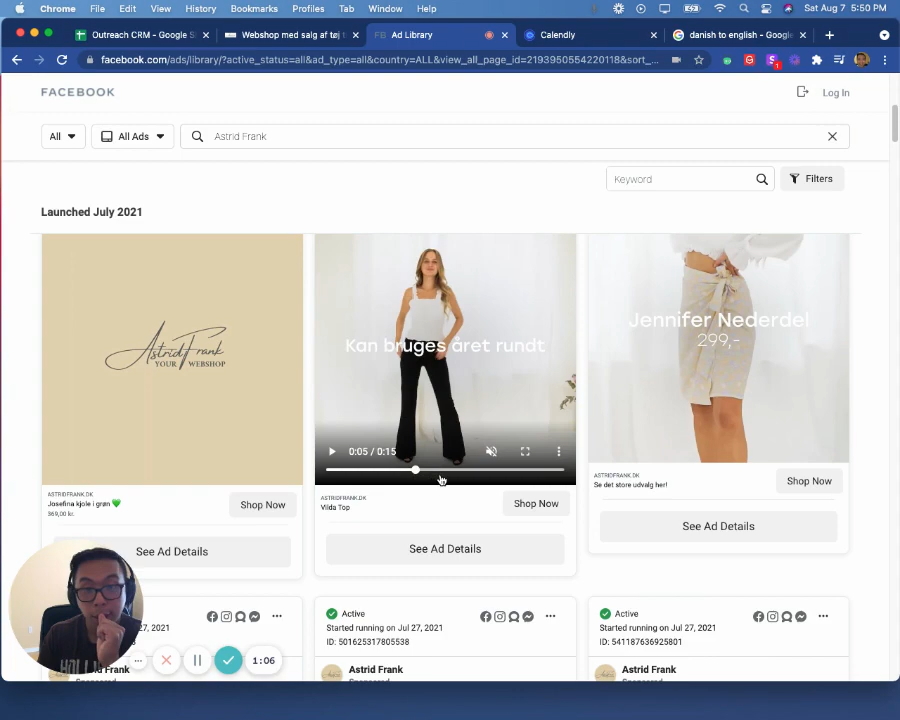 Chrome File Edit View History Bookmarks Profiles Tab Window Help
Sat Aug 7 5:50 PM
Outreach CRM - Google S
Webshop med salg af tøj t
Ad Library
Calendly
danish to english - Google
facebook.com/ads/library/?active_status=all&ad_type=all&country=ALL&view_all_page_id=2193950554220118&sort_...
FACEBOOK
Log In
All
All Ads
Astrid Frank
Keyword
Filters
Launched July 2021
AstridFrank
YOUR WEBSHOP
Kan bruges året rundt
0:05 / 0:15
Jennifer Nederdel
299,-
ASTRIDFRANK.DK
Josefina kjole i grøn 💚
369,00 kr.
Shop Now
See Ad Details
ASTRIDFRANK.DK
Vilda Top
Shop Now
See Ad Details
ASTRIDFRANK.DK
Se det store udvalg her!
Shop Now
See Ad Details
27, 2021
Frank
Active
Started running on Jul 27, 2021
ID: 501625317805538
Astrid Frank
Active
Started running on Jul 27, 2021
ID: 541187636925801
Astrid Frank
1:06